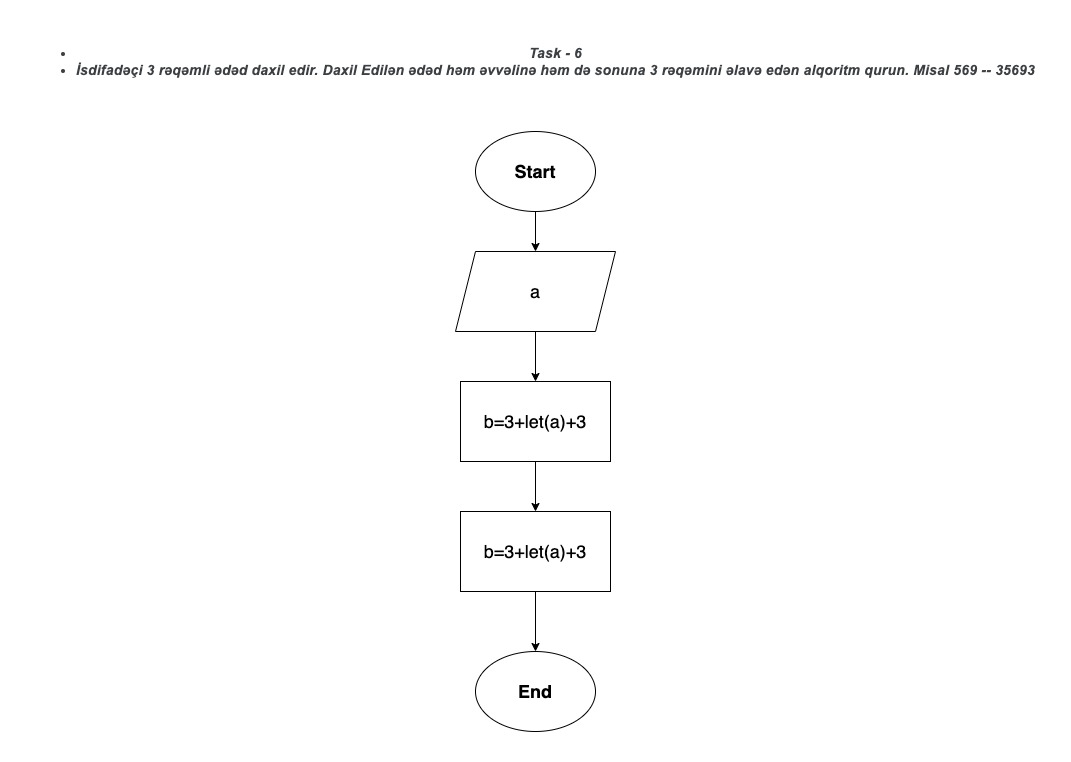 Task - 6
İsdifadəçi 3 rəqəmli ədəd daxil edir. Daxil Edilən ədəd həm əvvəlinə həm də sonuna 3 rəqəmini əlavə edən alqoritm qurun. Misal 569 -- 35693
Start
a
b=3+let(a)+3
b=3+let(a)+3
End